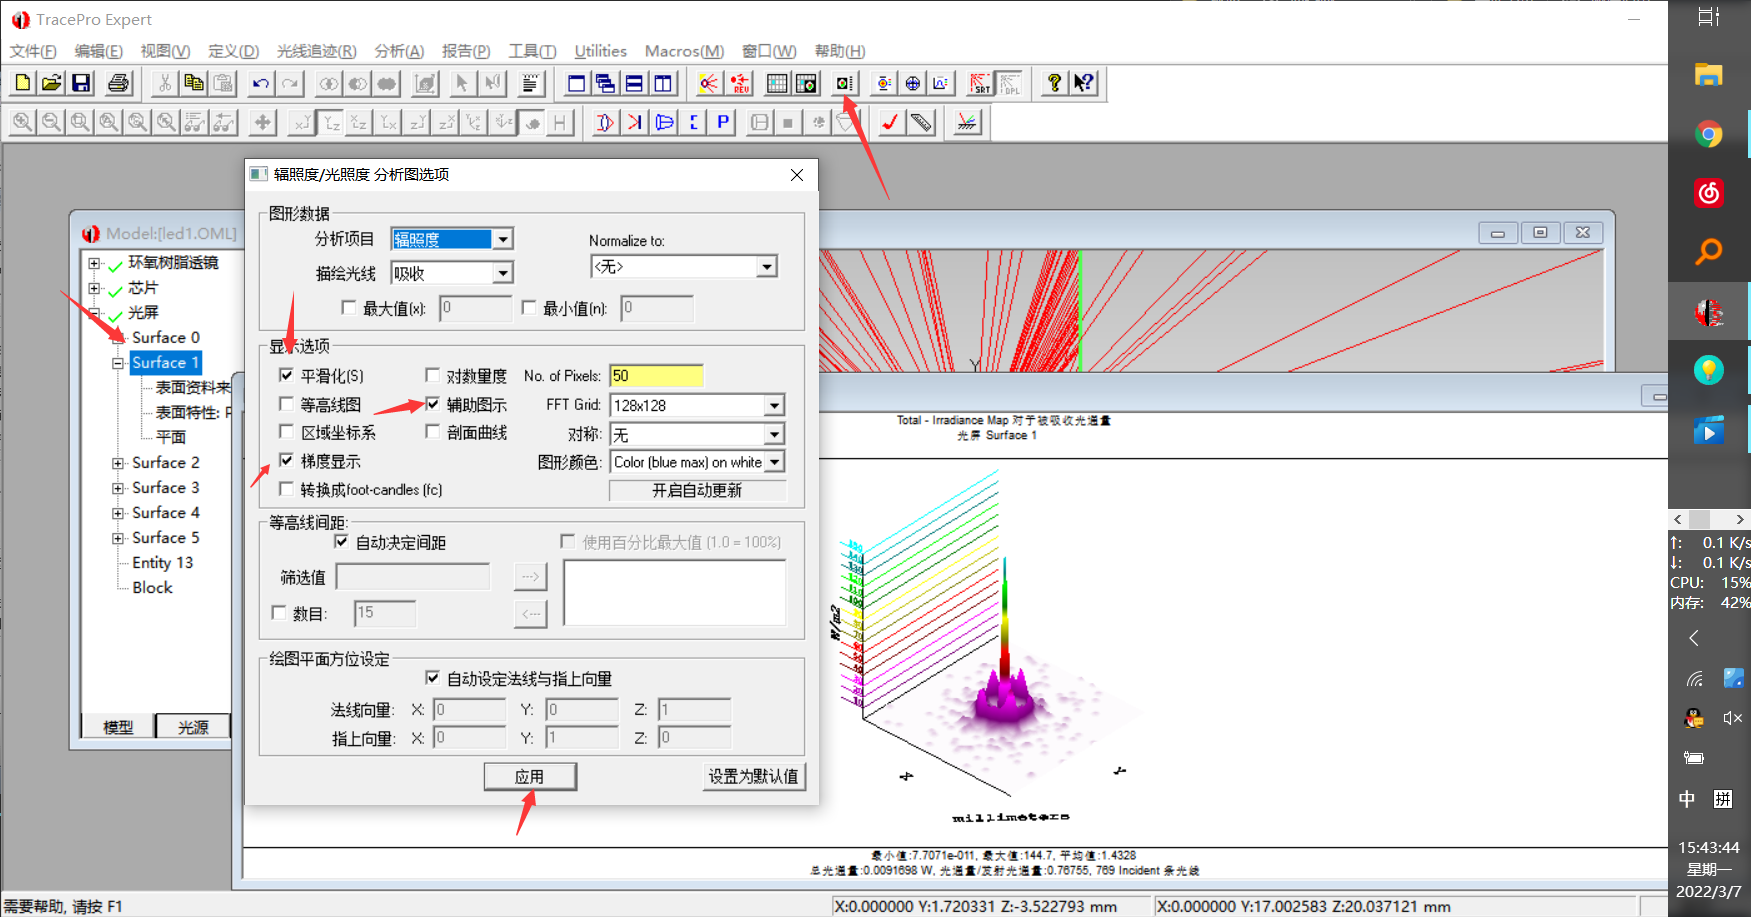 TracePro Expert
文件(F) 编辑(E) 视图(V) 定义(D) 光线追迹(R) 分析(A) 报告(P) 工具(T) Utilities Macros(M) 窗口(W) 帮助(H)
Model:[led1.OML]
环氧树脂透镜
芯片
光屏
Surface 0
Surface 1
表面资料来
表面特性: P
平面
Surface 2
Surface 3
Surface 4
Surface 5
Entity 13
Block
模型 光源
辐照度/光照度 分析图选项
图形数据
分析项目 辐照度
Normalize to:
描绘光线 吸收
<无>
最大值(x): 0 最小值(n): 0
显示选项
平滑化(S) 对数量度 No. of Pixels: 50
等高线图 辅助图示 FFT Grid: 128x128
区域坐标系 剖面曲线 对称: 无
梯度显示 图形颜色: Color (blue max) on white
转换成foot-candles (fc) 开启自动更新
等高线间距:
自动决定间距 使用百分比最大值 (1.0 = 100%)
筛选值 --->
数目: 15 <---
绘图平面方位设定
自动设定法线与指上向量
法线向量: X: 0 Y: 0 Z: 1
指上向量: X: 0 Y: 1 Z: 0
应用 设置为默认值
Total - Irradiance Map 对于被吸收光通量
光屏 Surface 1
W/m2
Y
X
millimeters
最小值:7.7071e-011, 最大值:144.7, 平均值:1.4328
总光通量:0.0091698 W, 光通量/发射光通量:0.76755, 769 Incident 条光线
需要帮助, 请按 F1
X:0.000000 Y:1.720331 Z:-3.522793 mm
X:0.000000 Y:17.002583 Z:20.037121 mm
↑: 0.1 K/s
↓: 0.1 K/s
CPU: 15%
内存: 42%
中 拼
15:43:44
星期一
2022/3/7